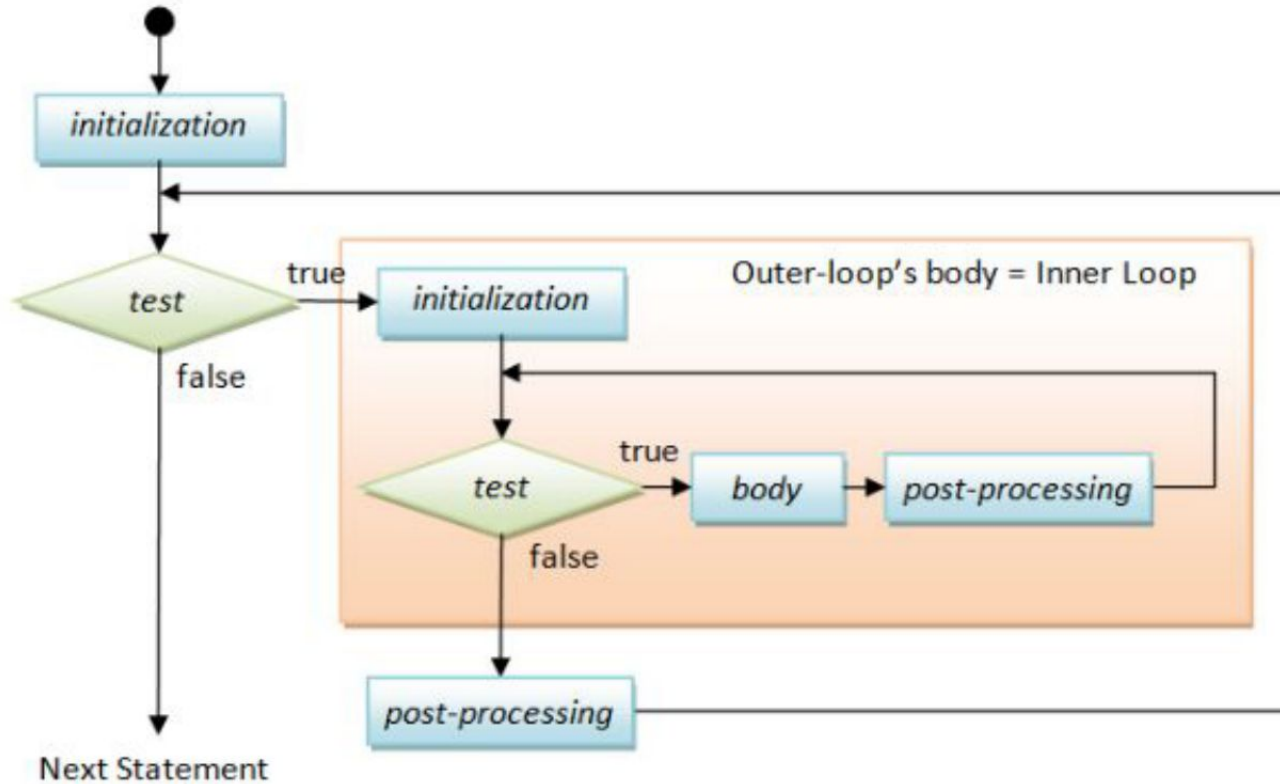 initialization
test
true
false
Outer-loop's body = Inner Loop
initialization
test
true
body
post-processing
false
post-processing
Next Statement